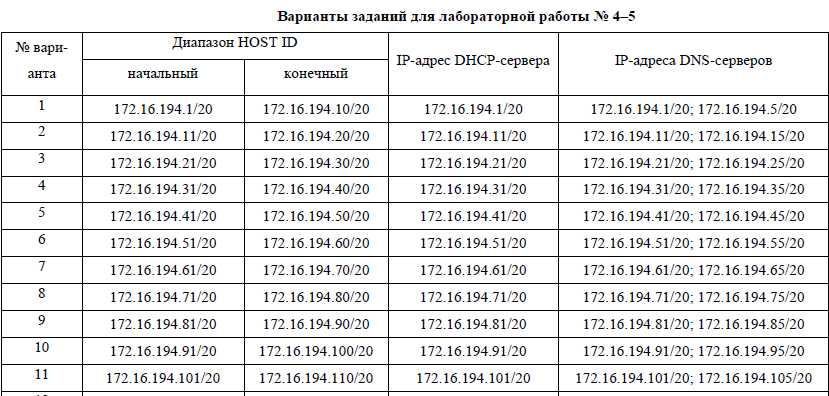 Варианты заданий для лабораторной работы № 4–5
№ вари-
анта
Диапазон HOST ID
IP-адрес DHCP-сервера
IP-адреса DNS-серверов
начальный
конечный
1 172.16.194.1/20 172.16.194.10/20 172.16.194.1/20 172.16.194.1/20; 172.16.194.5/20
2 172.16.194.11/20 172.16.194.20/20 172.16.194.11/20 172.16.194.11/20; 172.16.194.15/20
3 172.16.194.21/20 172.16.194.30/20 172.16.194.21/20 172.16.194.21/20; 172.16.194.25/20
4 172.16.194.31/20 172.16.194.40/20 172.16.194.31/20 172.16.194.31/20; 172.16.194.35/20
5 172.16.194.41/20 172.16.194.50/20 172.16.194.41/20 172.16.194.41/20; 172.16.194.45/20
6 172.16.194.51/20 172.16.194.60/20 172.16.194.51/20 172.16.194.51/20; 172.16.194.55/20
7 172.16.194.61/20 172.16.194.70/20 172.16.194.61/20 172.16.194.61/20; 172.16.194.65/20
8 172.16.194.71/20 172.16.194.80/20 172.16.194.71/20 172.16.194.71/20; 172.16.194.75/20
9 172.16.194.81/20 172.16.194.90/20 172.16.194.81/20 172.16.194.81/20; 172.16.194.85/20
10 172.16.194.91/20 172.16.194.100/20 172.16.194.91/20 172.16.194.91/20; 172.16.194.95/20
11 172.16.194.101/20 172.16.194.110/20 172.16.194.101/20 172.16.194.101/20; 172.16.194.105/20